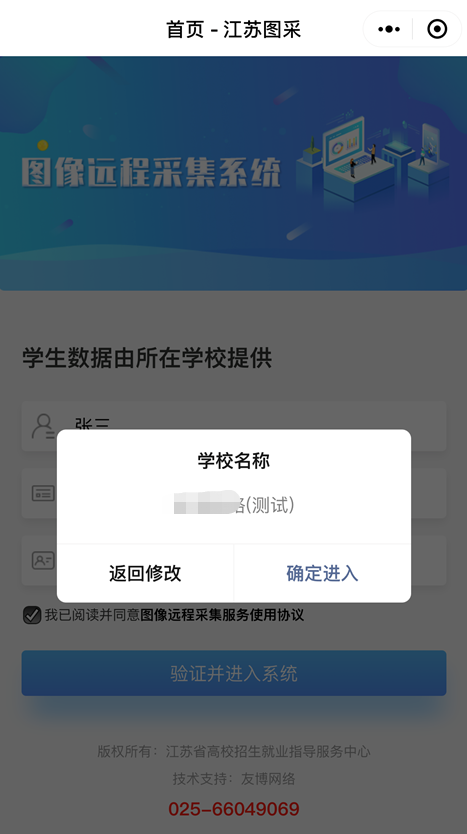 首页 - 江苏图采
图像远程采集系统
学生数据由所在学校提供
张三
学校名称
(测试)
返回修改
确定进入
我已阅读并同意图像远程采集服务使用协议
验证并进入系统
版权所有：江苏省高校招生就业指导服务中心
技术支持：友博网络
025-66049069